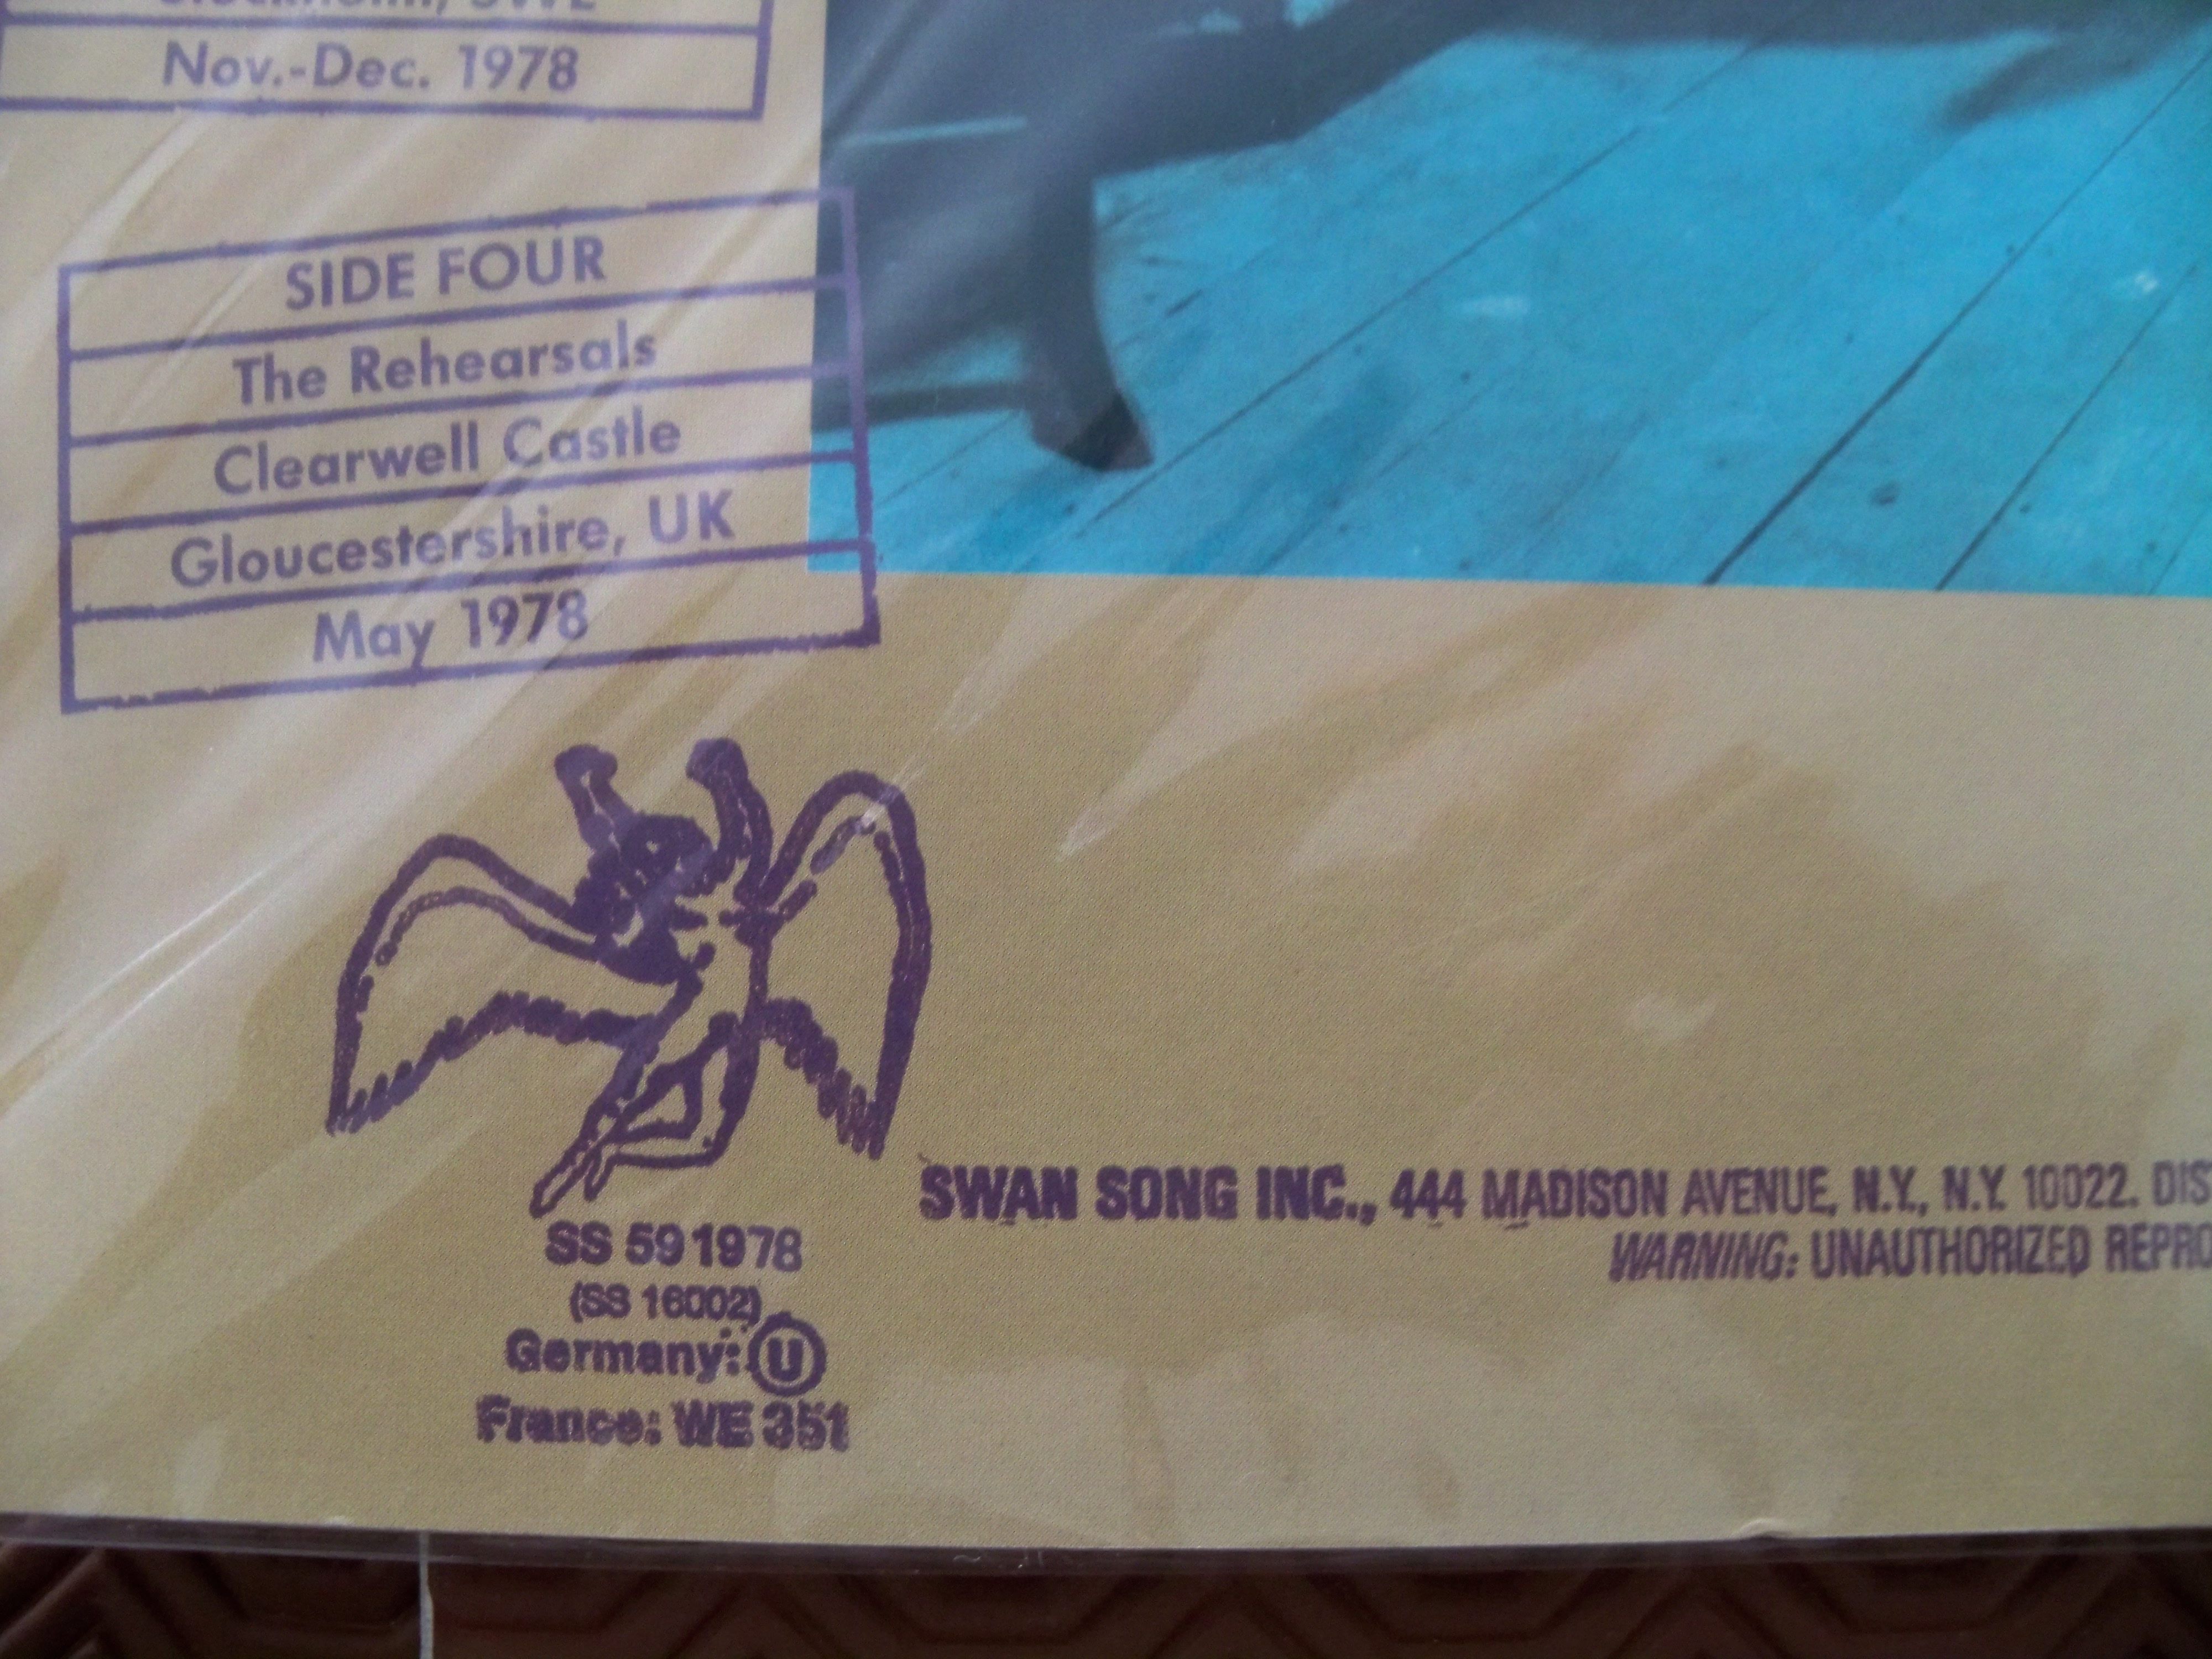 Nov.-Dec. 1978
SIDE FOUR
The Rehearsals
Clearwell Castle
Gloucestershire, UK
May 1978
SS 59 1978
(SS 16002)
Germany: Ⓤ
France: WE 351
SWAN SONG INC., 444 MADISON AVENUE, N.Y., N.Y. 10022. DIS
WARNING: UNAUTHORIZED REPRO